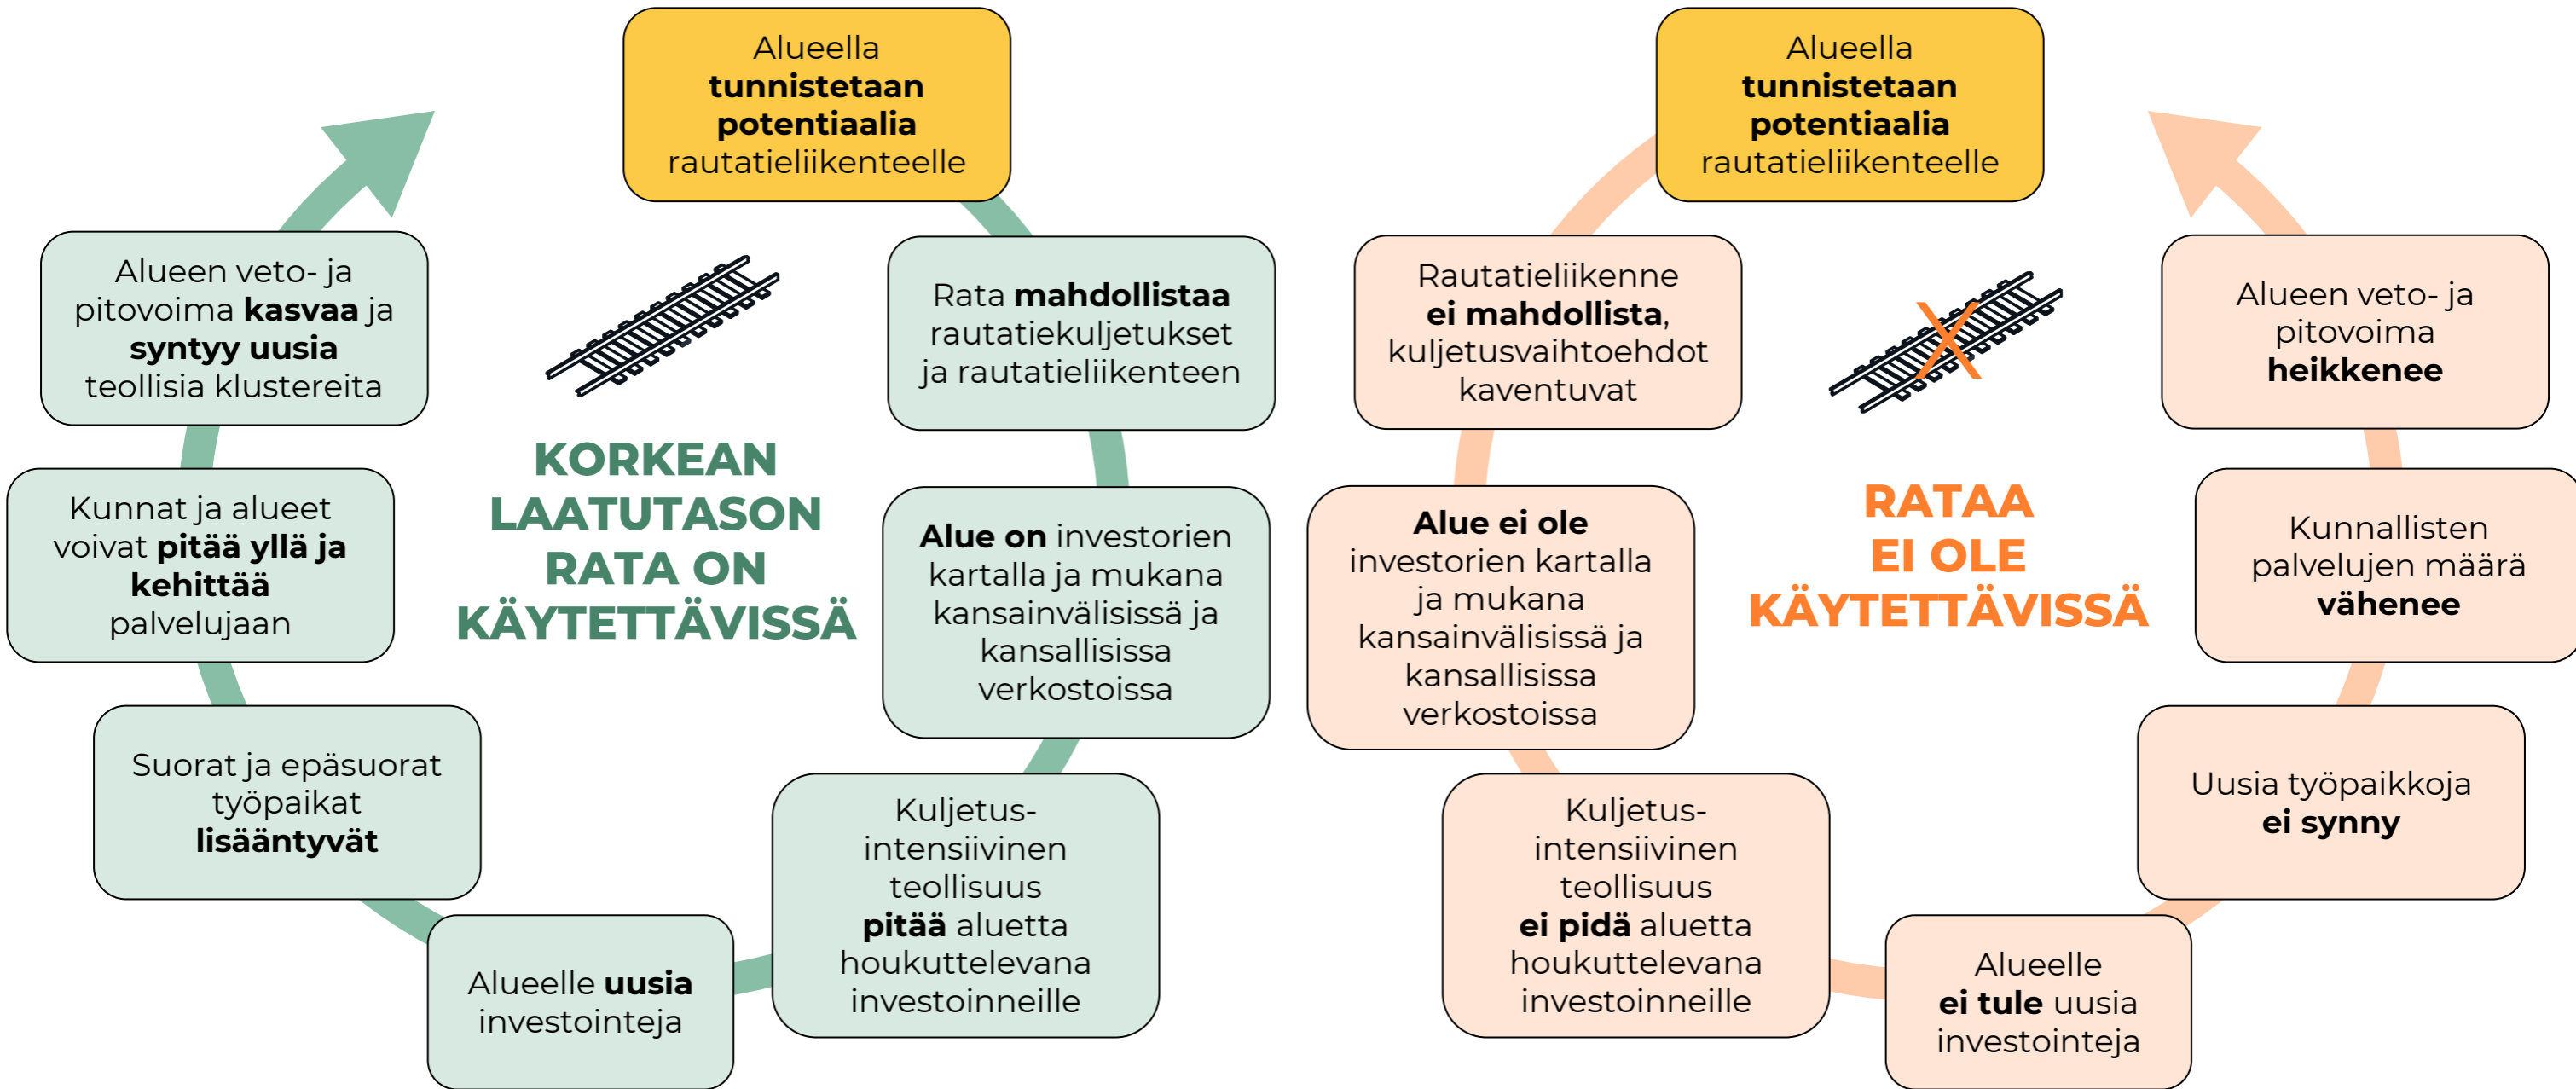 Alueella
tunnistetaan
potentiaalia
rautatieliikenteelle
Rata mahdollistaa
rautatiekuljetukset
ja rautatieliikenteen
Alue on investorien
kartalla ja mukana
kansainvälisissä ja
kansallisissa
verkostoissa
Kuljetus-
intensiivinen
teollisuus
pitää aluetta
houkuttelevana
investoinneille
Alueelle uusia
investointeja
Suorat ja epäsuorat
työpaikat
lisääntyvät
Kunnat ja alueet
voivat pitää yllä ja
kehittää
palvelujaan
Alueen veto- ja
pitovoima kasvaa ja
syntyy uusia
teollisia klustereita
KORKEAN
LAATUTASON
RATA ON
KÄYTETTÄVISSÄ
Alueella
tunnistetaan
potentiaalia
rautatieliikenteelle
Rautatieliikenne
ei mahdollista,
kuljetusvaihtoehdot
kaventuvat
Alue ei ole
investorien kartalla
ja mukana
kansainvälisissä ja
kansallisissa
verkostoissa
Kuljetus-
intensiivinen
teollisuus
ei pidä aluetta
houkuttelevana
investoinneille
Alueelle
ei tule uusia
investointeja
Uusia työpaikkoja
ei synny
Kunnallisten
palvelujen määrä
vähenee
Alueen veto- ja
pitovoima
heikkenee
RATAA
EI OLE
KÄYTETTÄVISSÄ